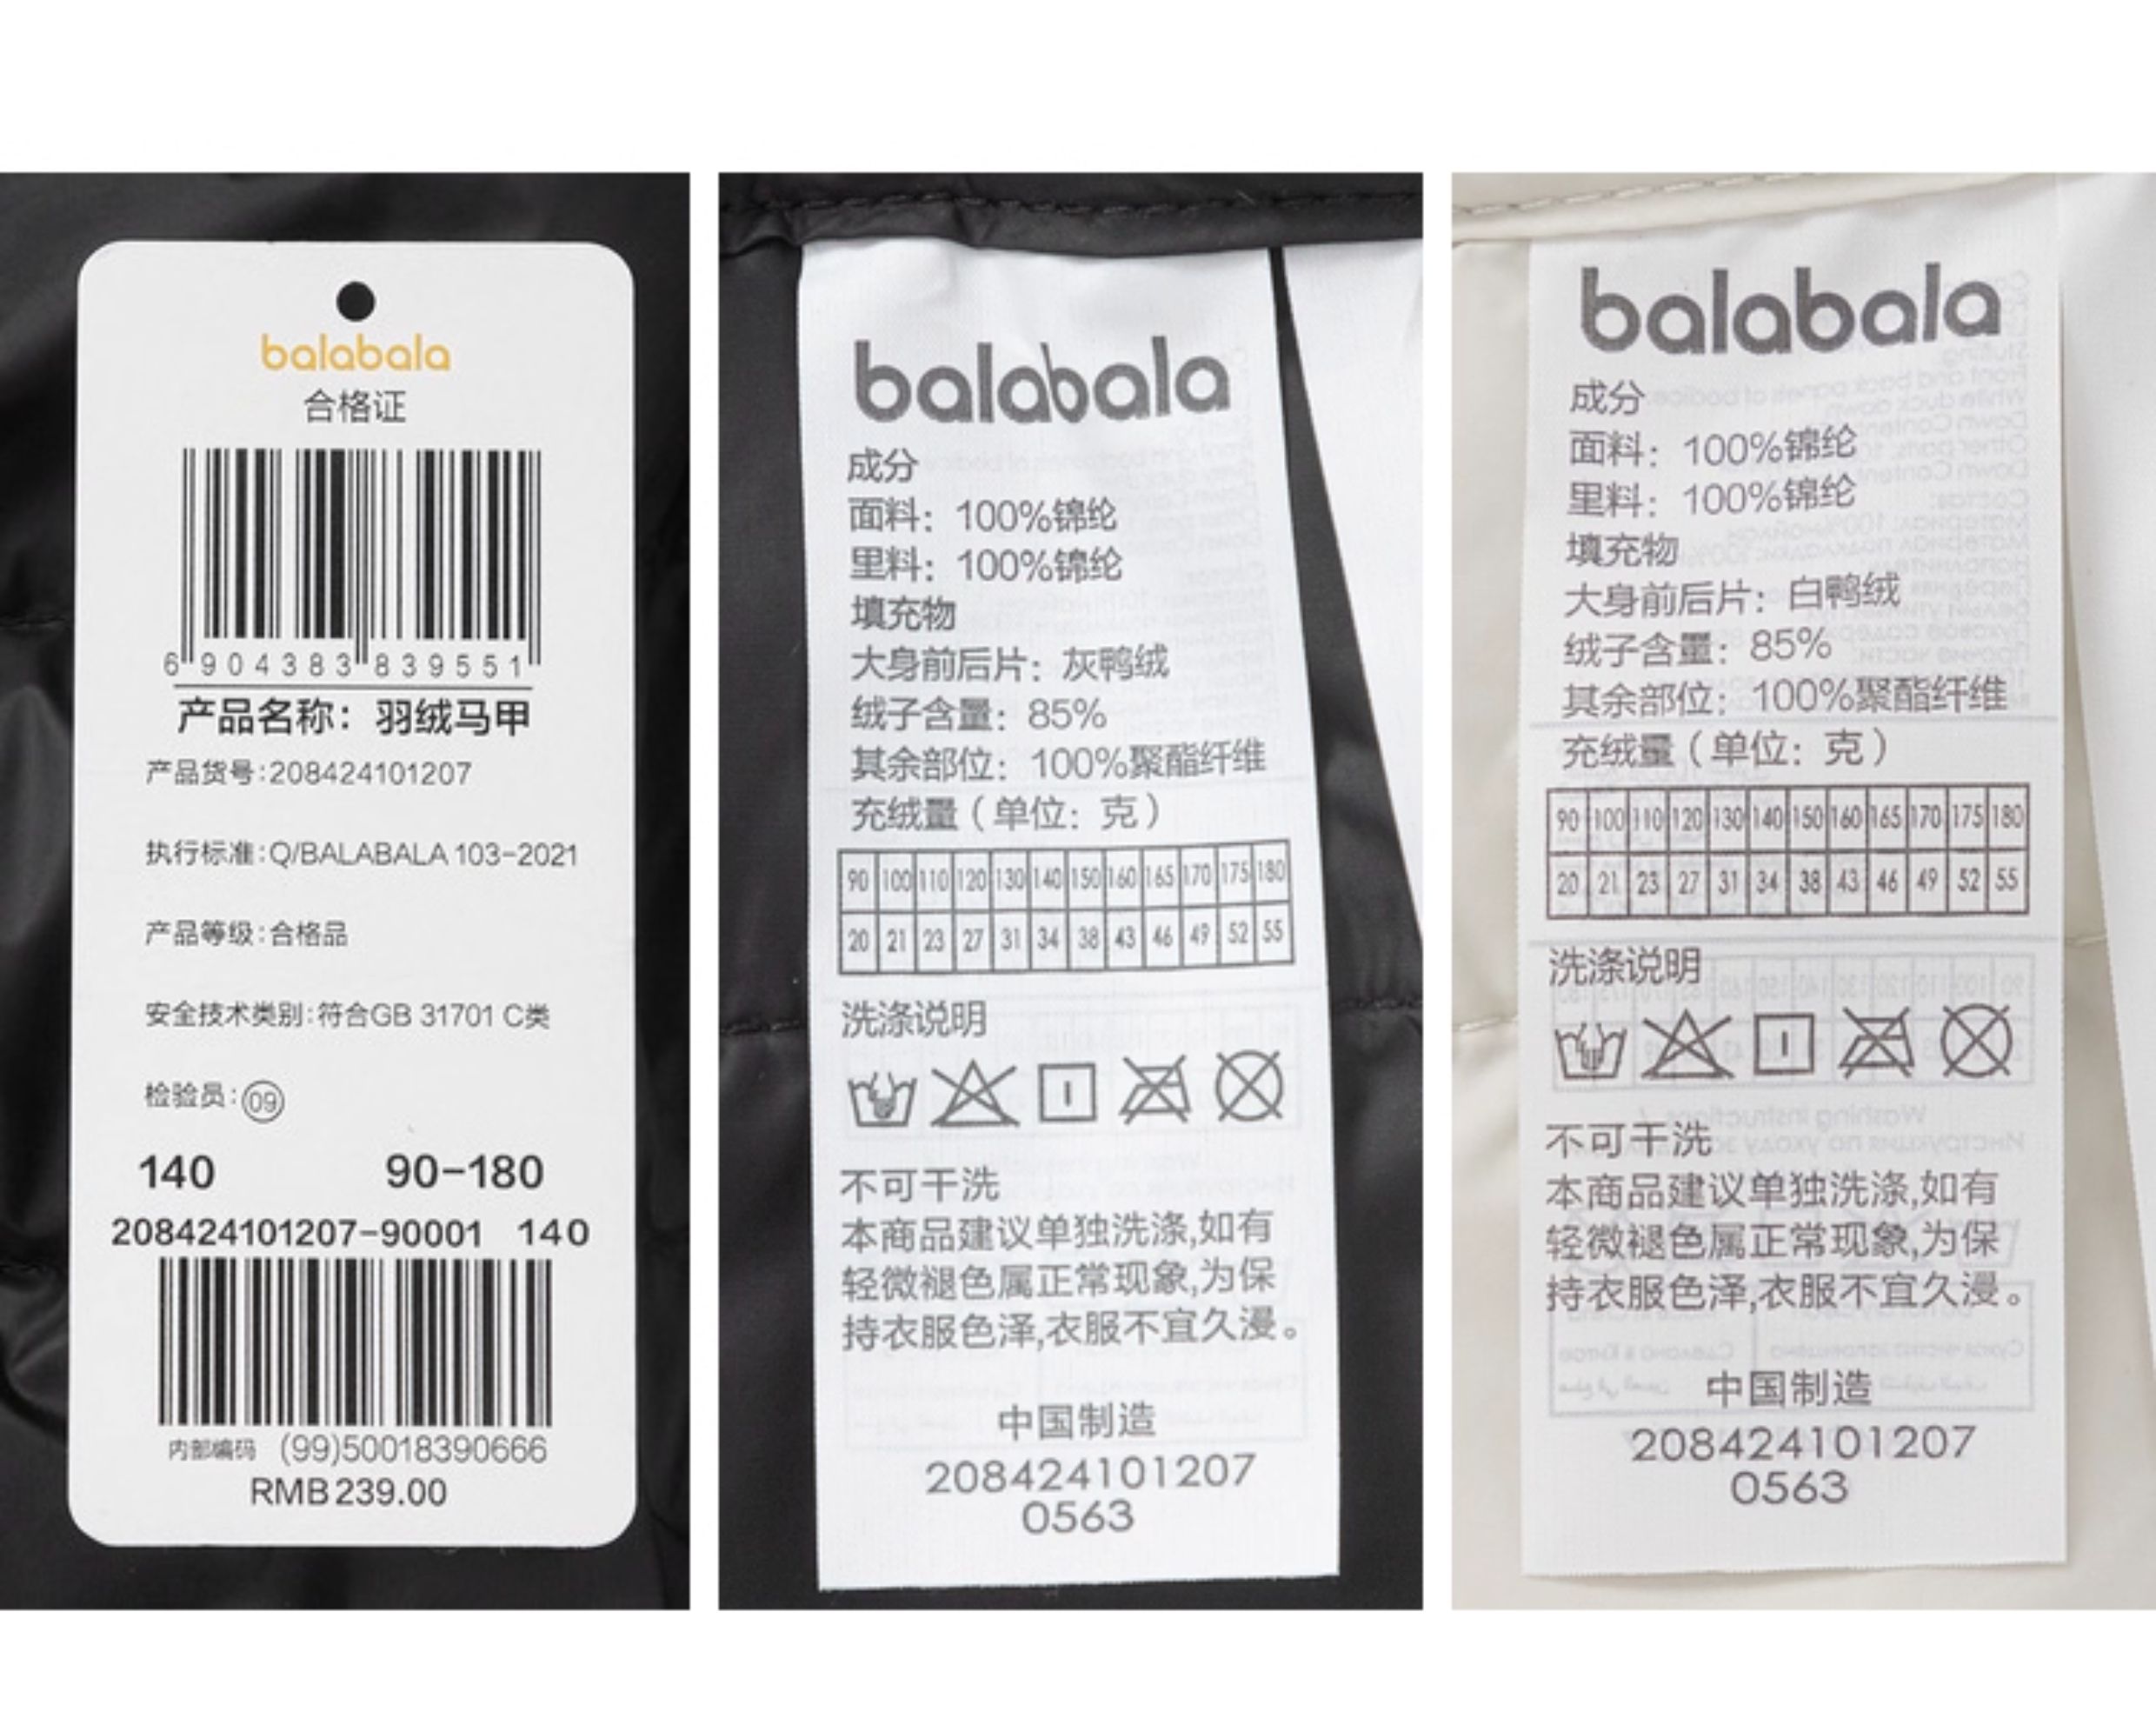 balabala
合格证
6 904383 839551
产品名称：羽绒马甲
产品货号:208424101207
执行标准:Q/BALABALA 103-2021
产品等级:合格品
安全技术类别:符合GB 31701 C类
检验员:09
140 90-180
208424101207-90001 140
内部编码 (99)50018390666
RMB 239.00
balabala
成分
面料：100%锦纶
里料：100%锦纶
填充物
大身前后片：灰鸭绒
绒子含量：85%
其余部位：100%聚酯纤维
充绒量（单位：克）
90 100 110 120 130 140 150 160 165 170 175 180
20 21 23 27 31 34 38 43 46 49 52 55
洗涤说明
不可干洗
本商品建议单独洗涤,如有
轻微褪色属正常现象,为保
持衣服色泽,衣服不宜久漫。
中国制造
208424101207
0563
balabala
成分
面料：100%锦纶
里料：100%锦纶
填充物
大身前后片：白鸭绒
绒子含量：85%
其余部位：100%聚酯纤维
充绒量（单位：克）
90 100 110 120 130 140 150 160 165 170 175 180
20 21 23 27 31 34 38 43 46 49 52 55
洗涤说明
不可干洗
本商品建议单独洗涤,如有
轻微褪色属正常现象,为保
持衣服色泽,衣服不宜久漫。
中国制造
208424101207
0563